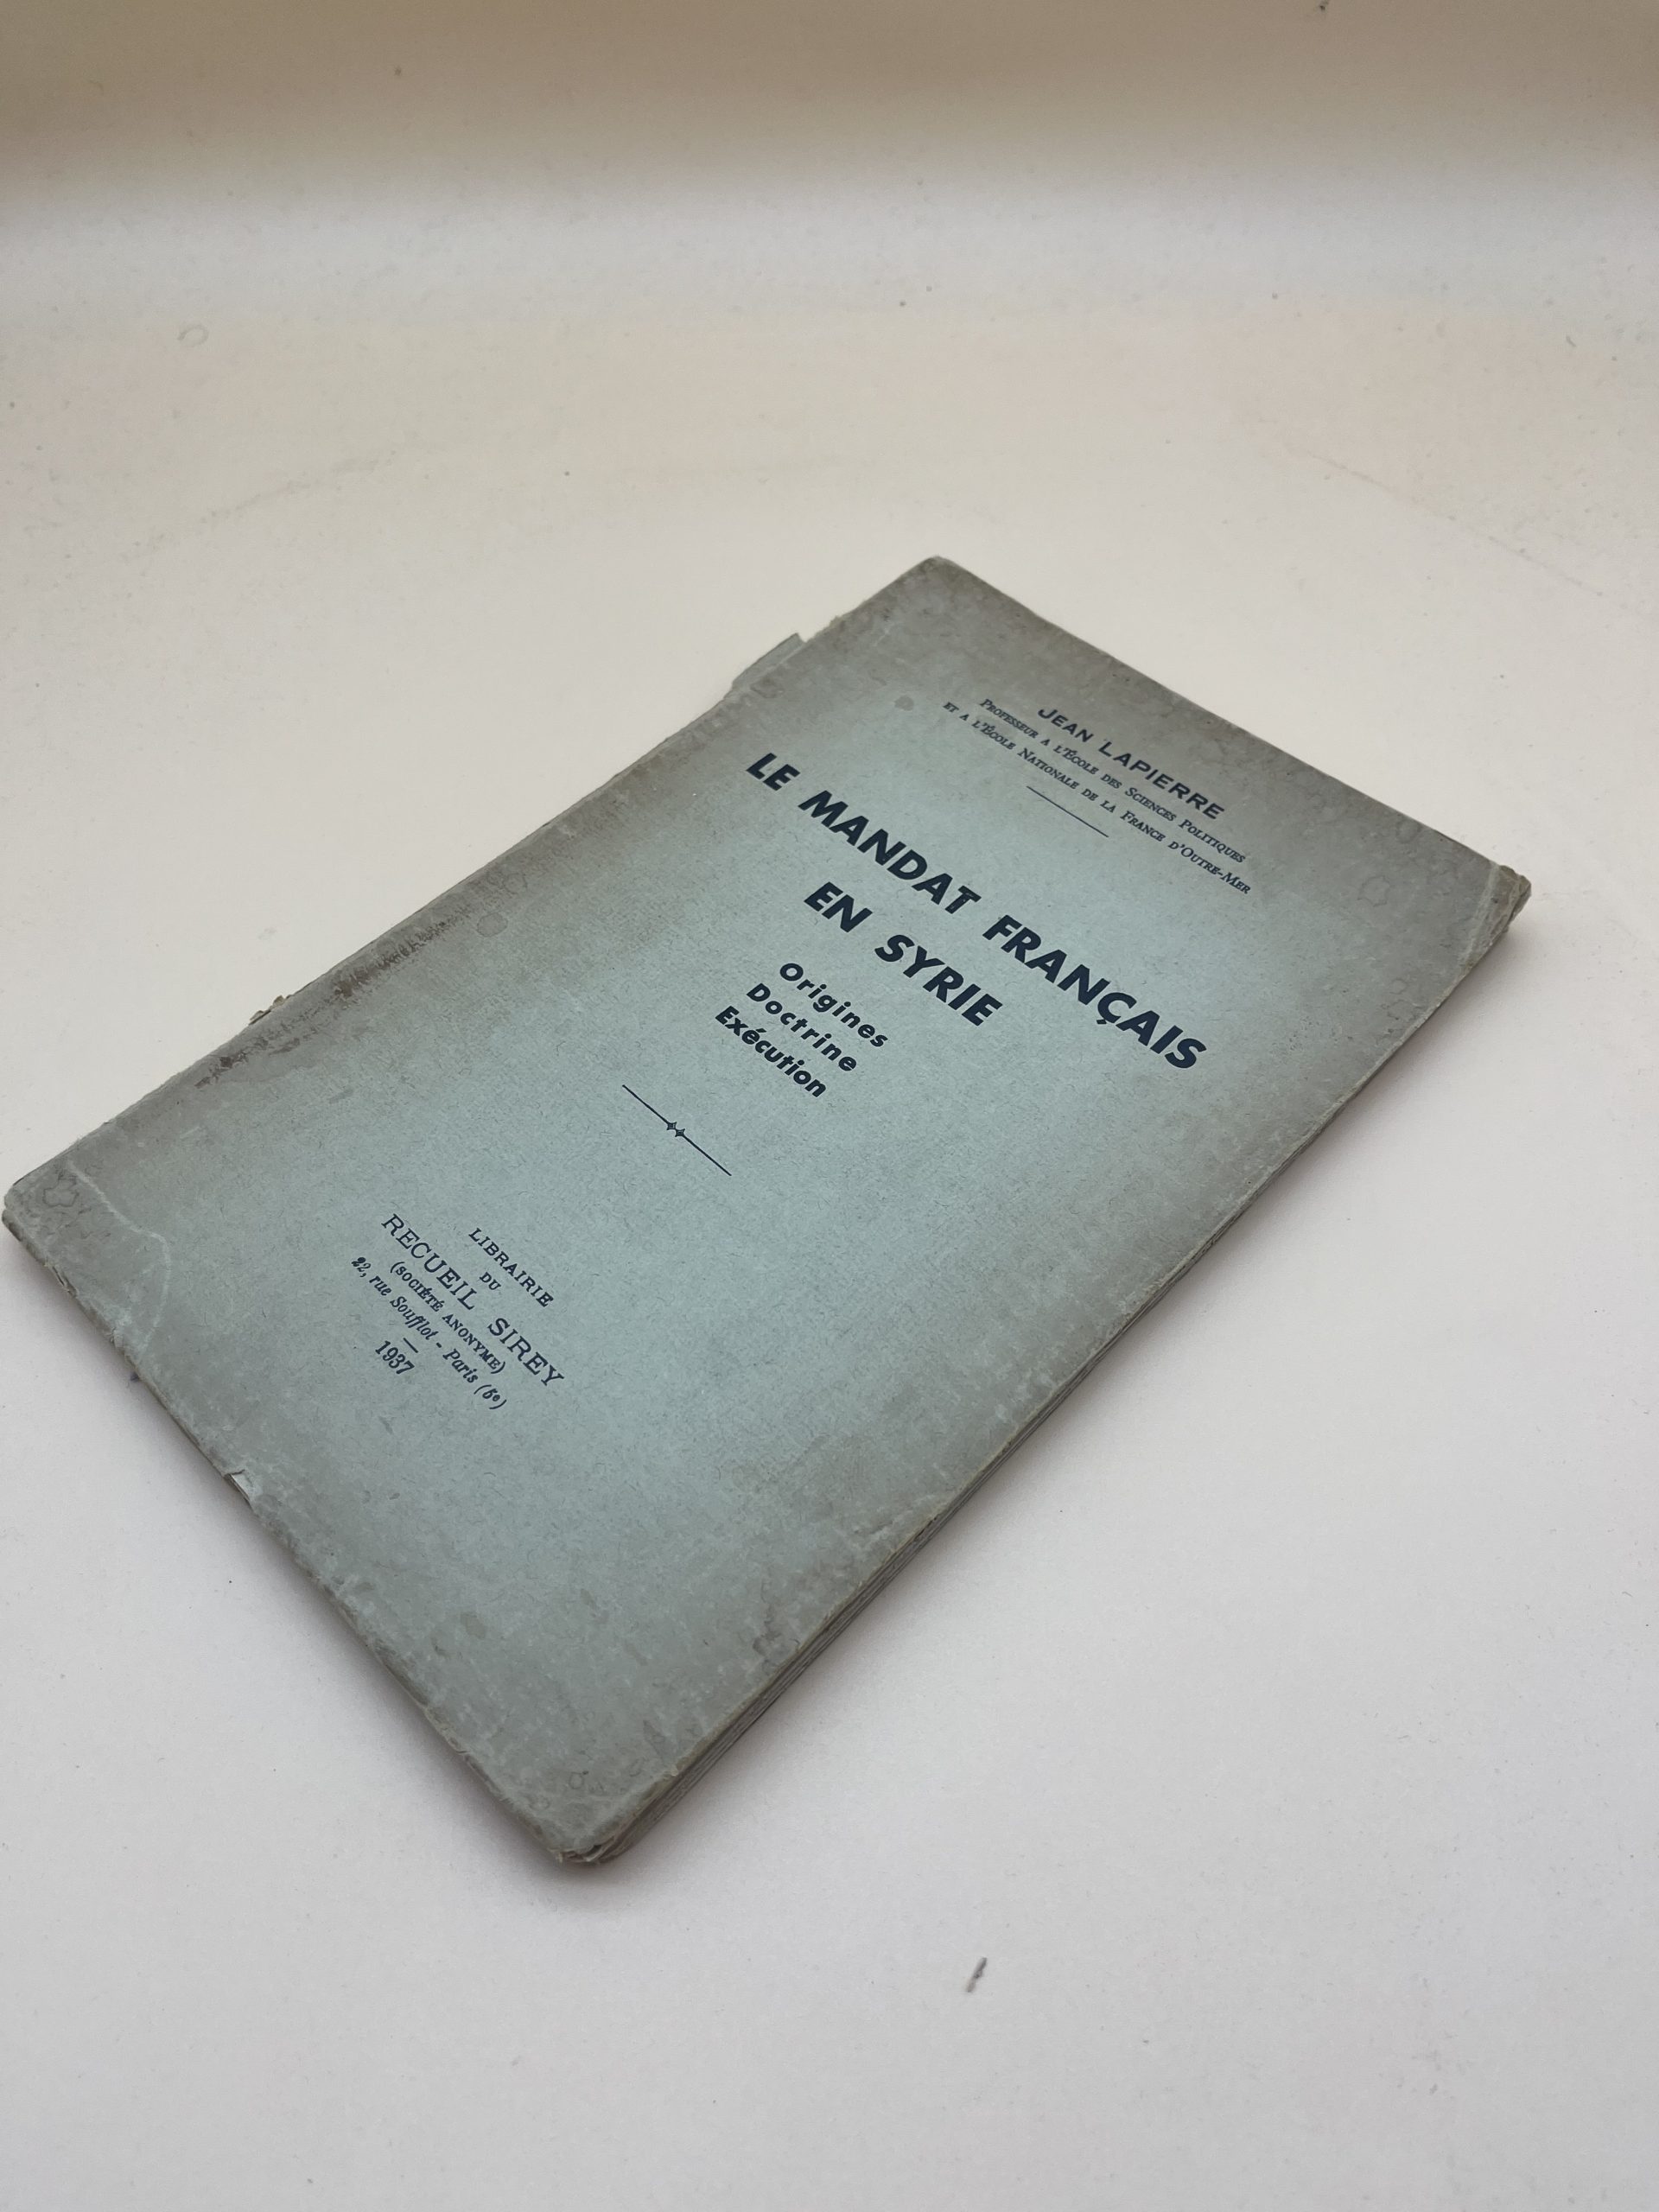 JEAN LAPIERRE
PROFESSEUR A L'ÉCOLE DES SCIENCES POLITIQUES
ET A L'ÉCOLE NATIONALE DE LA FRANCE D'OUTRE-MER
LE MANDAT FRANÇAIS
EN SYRIE
Origines
Doctrine
Exécution
LIBRAIRIE
DU
RECUEIL SIREY
(SOCIÉTÉ ANONYME)
22, rue Soufflot - Paris (5e)
1937